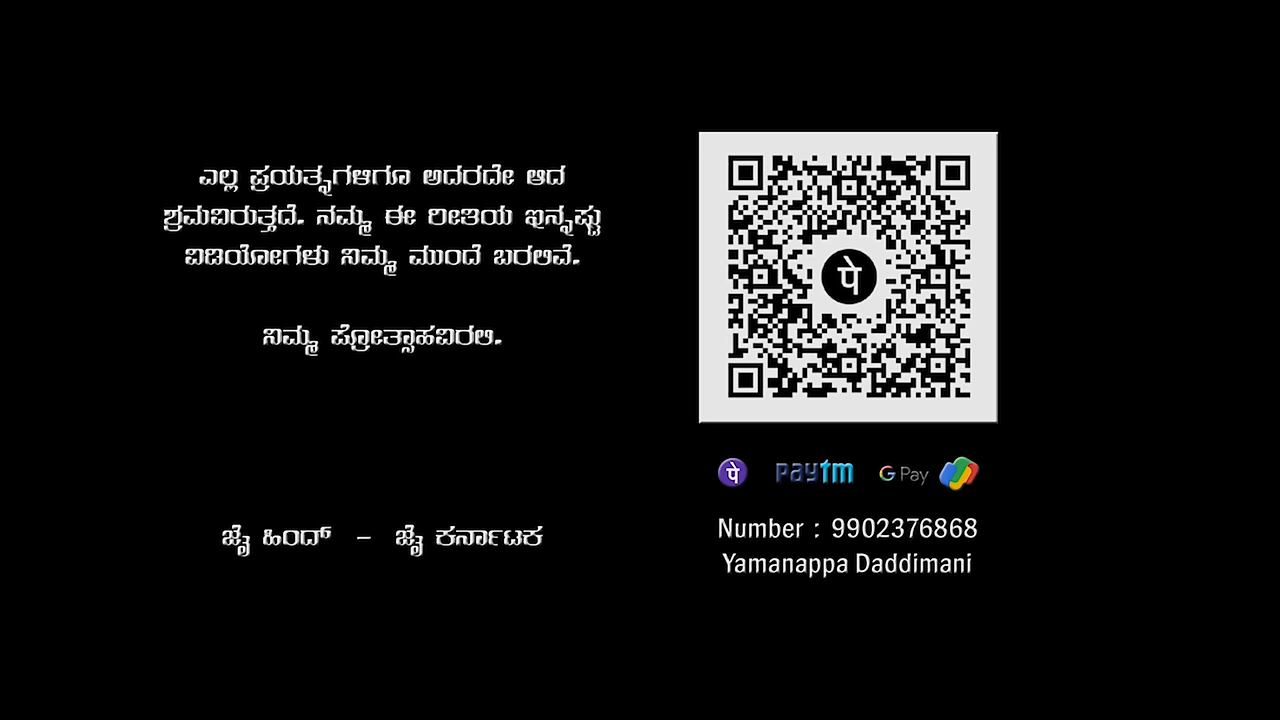 ಎಲ್ಲ ಪ್ರಯತ್ನಗಳಿಗೂ ಅದರದೇ ಆದ
ಶ್ರಮವಿರುತ್ತದೆ. ನಮ್ಮ ಈ ರೀತಿಯ ಇನ್ನಷ್ಟು
ವಿಡಿಯೋಗಳು ನಿಮ್ಮ ಮುಂದೆ ಬರಲಿವೆ.
ನಿಮ್ಮ ಪ್ರೋತ್ಸಾಹವಿರಲಿ.
ಜೈ ಹಿಂದ್ - ಜೈ ಕರ್ನಾಟಕ
पे
पे paytm G Pay
Number : 9902376868
Yamanappa Daddimani